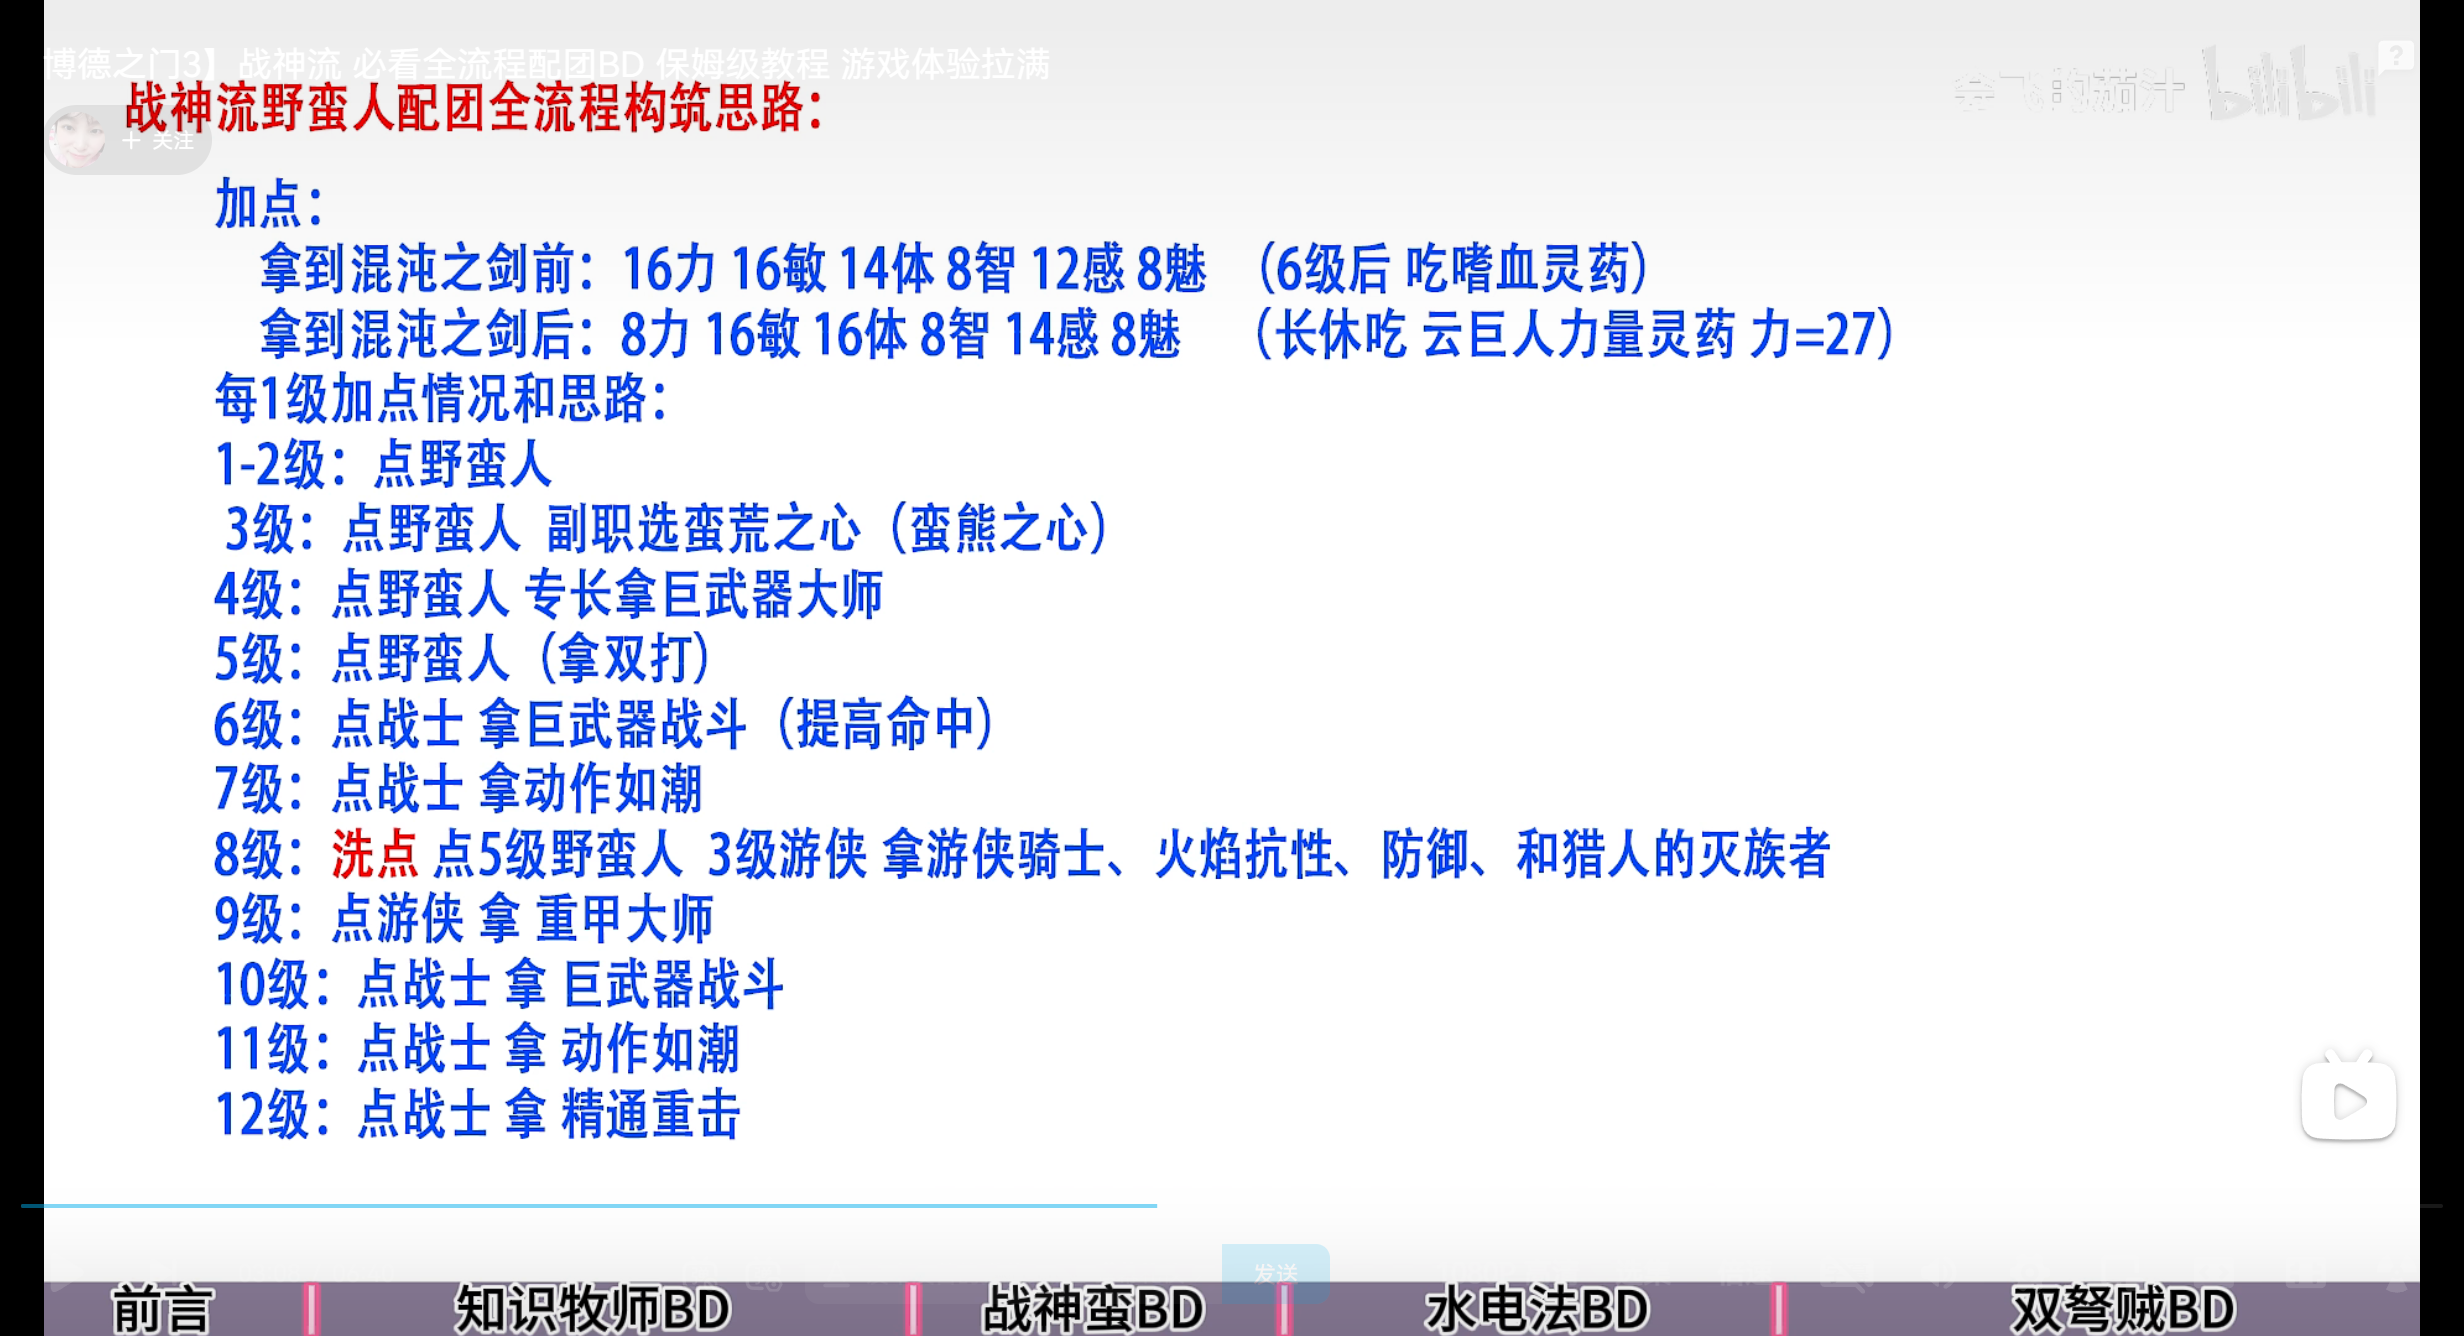 博德之门3】战神流 必看全流程配团BD 保姆级教程 游戏体验拉满
会飞的茄汁 bilibili
?
战神流野蛮人配团全流程构筑思路：
+ 关注
加点：
拿到混沌之剑前：16力 16敏 14体 8智 12感 8魅 （6级后 吃嗜血灵药）
拿到混沌之剑后：8力 16敏 16体 8智 14感 8魅 （长休吃 云巨人力量灵药 力=27）
每1级加点情况和思路：
1-2级：点野蛮人
3级：点野蛮人 副职选蛮荒之心（蛮熊之心）
4级：点野蛮人 专长拿巨武器大师
5级：点野蛮人（拿双打）
6级：点战士 拿巨武器战斗（提高命中）
7级：点战士 拿动作如潮
8级：洗点 点5级野蛮人 3级游侠 拿游侠骑士、火焰抗性、防御、和猎人的灭族者
9级：点游侠 拿 重甲大师
10级：点战士 拿 巨武器战斗
11级：点战士 拿 动作如潮
12级：点战士 拿 精通重击
发送
前言 知识牧师BD 战神蛮BD 水电法BD 双弩贼BD